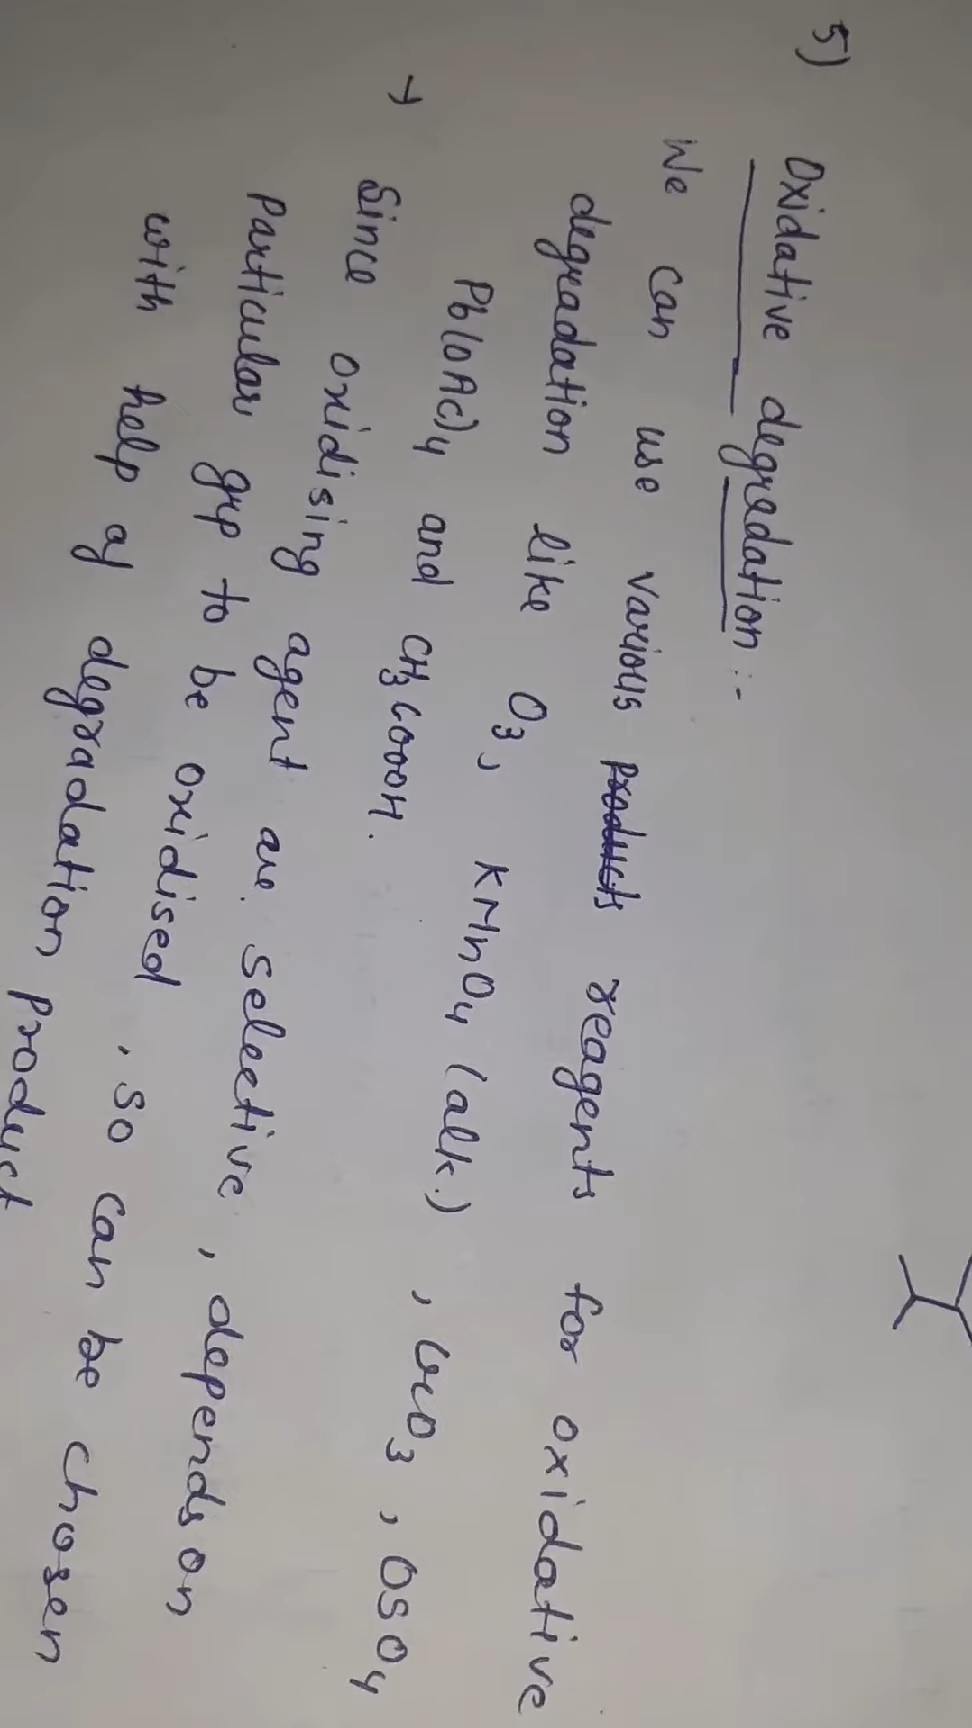 5) Oxidative degredation :-
We can use various products reagents for oxidative
degradation like O3, KMnO4 (alk.), CrO3, OSO4
Pb(OAc)4 and CH3COOOH.
→ Since oxidising agent are selective, depends on
Particular grp to be oxidised, so can be chosen
with help of degradation product